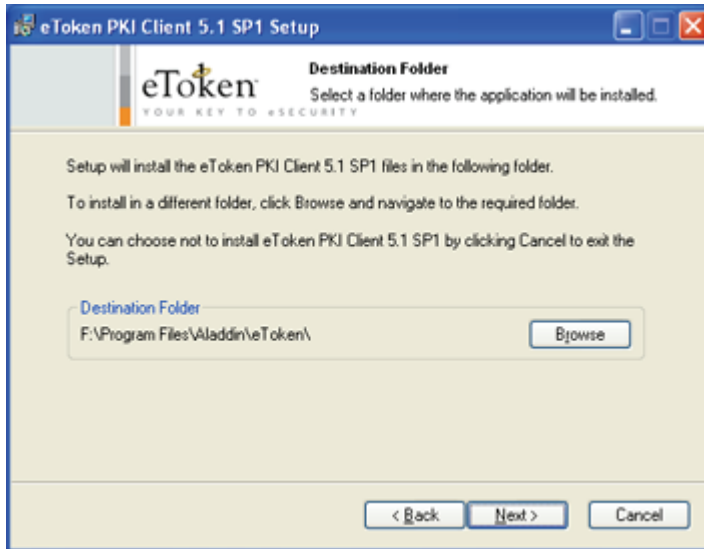 eToken PKI Client 5.1 SP1 Setup
eToken
YOUR KEY TO eSECURITY
Destination Folder
Select a folder where the application will be installed.
Setup will install the eToken PKI Client 5.1 SP1 files in the following folder.
To install in a different folder, click Browse and navigate to the required folder.
You can choose not to install eToken PKI Client 5.1 SP1 by clicking Cancel to exit the
Setup.
Destination Folder
F:\Program Files\Aladdin\eToken\
Browse
< Back
Next >
Cancel